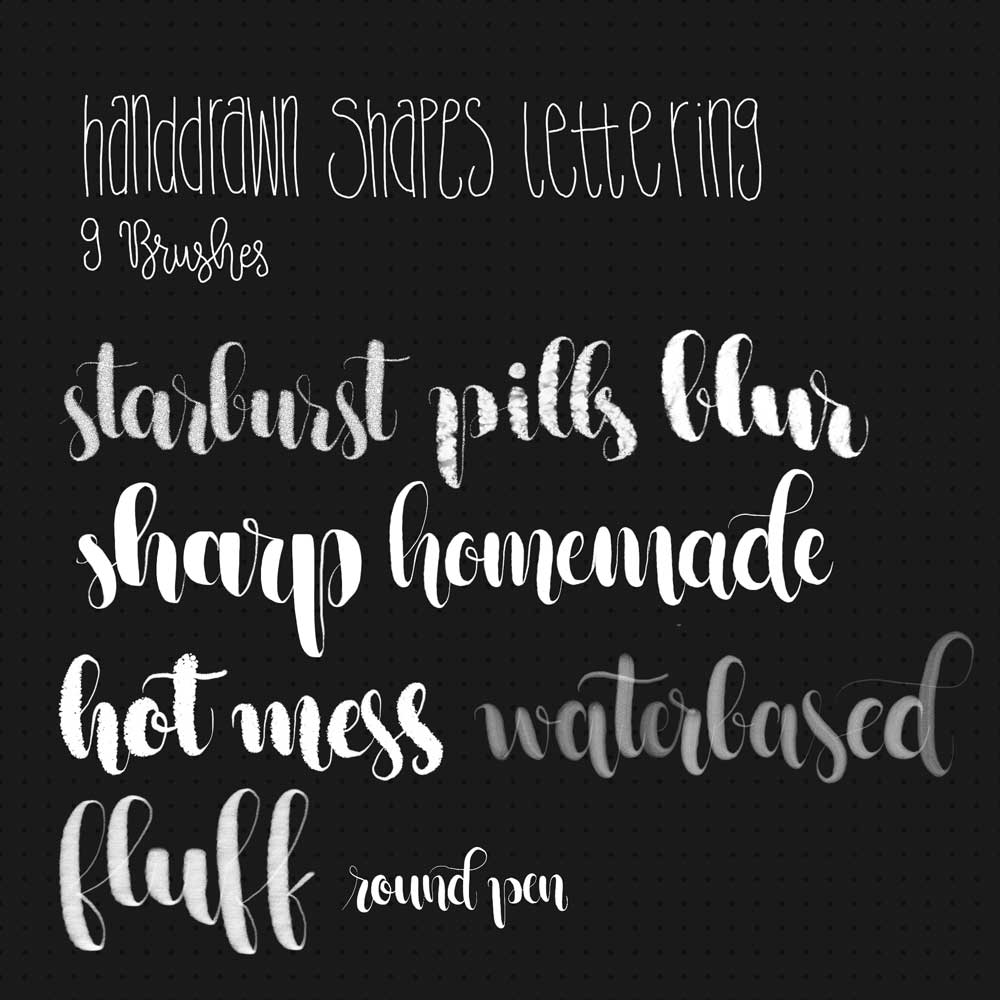 handdrawn shapes lettering
9 Brushes
starburst pills blur
sharp homemade
hot mess waterbased
fluff round pen